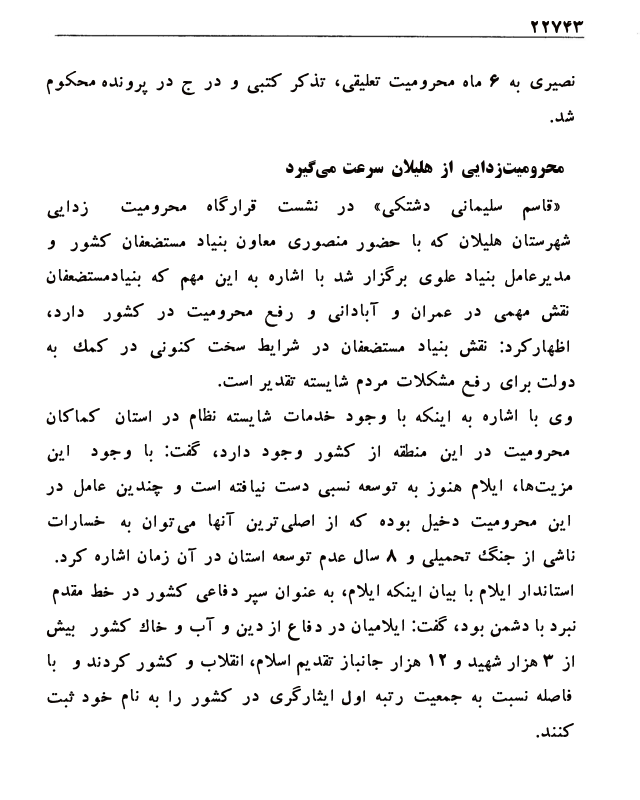 ۲۲۷۴۳
نصیری به ۶ ماه محرومیت تعلیقی، تذکر کتبی و در ج در پرونده محکوم
شد.
محرومیت‌زدایی از هلیلان سرعت می‌گیرد
«قاسم سلیمانی دشتکی» در نشست قرارگاه محرومیت زدایی
شهرستان هلیلان که با حضور منصوری معاون بنیاد مستضعفان کشور و
مدیرعامل بنیاد علوی برگزار شد با اشاره به این مهم که بنیادمستضعفان
نقش مهمی در عمران و آبادانی و رفع محرومیت در کشور دارد،
اظهارکرد: نقش بنیاد مستضعفان در شرایط سخت کنونی در کمك به
دولت برای رفع مشکلات مردم شایسته تقدیر است.
وی با اشاره به اینکه با وجود خدمات شایسته نظام در استان کماکان
محرومیت در این منطقه از کشور وجود دارد، گفت: با وجود این
مزیت‌ها، ایلام هنوز به توسعه نسبی دست نیافته است و چندین عامل در
این محرومیت دخیل بوده که از اصلی‌ترین آنها می‌توان به خسارات
ناشی از جنگ تحمیلی و ۸ سال عدم توسعه استان در آن زمان اشاره کرد.
استاندار ایلام با بیان اینکه ایلام، به عنوان سپر دفاعی کشور در خط مقدم
نبرد با دشمن بود، گفت: ایلامیان در دفاع از دین و آب و خاك کشور بیش
از ۳ هزار شهید و ۱۲ هزار جانباز تقدیم اسلام، انقلاب و کشور کردند و با
فاصله نسبت به جمعیت رتبه اول ایثارگری در کشور را به نام خود ثبت
کنند.